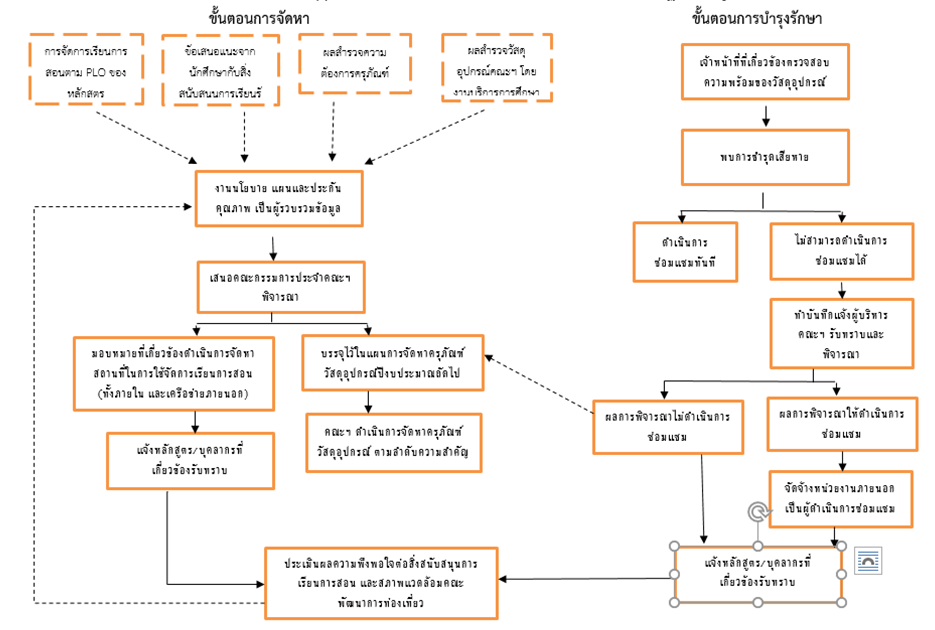 ขั้นตอนการจัดหา
การจัดการเรียนการ
สอนตาม PLO ของ
หลักสูตร
ข้อเสนอแนะจาก
นักศึกษากับสิ่ง
สนับสนุนการเรียนรู้
ผลสำรวจความ
ต้องการครุภัณฑ์
ผลสำรวจวัสดุ
อุปกรณ์คณะฯ โดย
งานบริการการศึกษา
งานนโยบาย แผนและประกัน
คุณภาพ เป็นผู้รวบรวมข้อมูล
เสนอคณะกรรมการประจำคณะฯ
พิจารณา
มอบหมายที่เกี่ยวข้องดำเนินการจัดหา
สถานที่ในการใช้จัดการเรียนการสอน
(ทั้งภายใน และเครือข่ายภายนอก)
แจ้งหลักสูตร/บุคลากรที่
เกี่ยวข้องรับทราบ
บรรจุไว้ในแผนการจัดหาครุภัณฑ์
วัสดุอุปกรณ์ปีงบประมาณถัดไป
คณะฯ ดำเนินการจัดหาครุภัณฑ์
วัสดุอุปกรณ์ ตามลำดับความสำคัญ
ประเมินผลความพึงพอใจต่อสิ่งสนับสนุนการ
เรียนการสอน และสภาพแวดล้อมคณะ
พัฒนาการท่องเที่ยว
ขั้นตอนการบำรุงรักษา
เจ้าหน้าที่ที่เกี่ยวข้องตรวจสอบ
ความพร้อมของวัสดุอุปกรณ์
พบการชำรุดเสียหาย
ดำเนินการ
ซ่อมแซมทันที
ไม่สามารถดำเนินการ
ซ่อมแซมได้
ทำบันทึกแจ้งผู้บริหาร
คณะฯ รับทราบและ
พิจารณา
ผลการพิจารณาไม่ดำเนินการ
ซ่อมแซม
ผลการพิจารณาให้ดำเนินการ
ซ่อมแซม
จัดจ้างหน่วยงานภายนอก
เป็นผู้ดำเนินการซ่อมแซม
แจ้งหลักสูตร/บุคลากรที่
เกี่ยวข้องรับทราบ